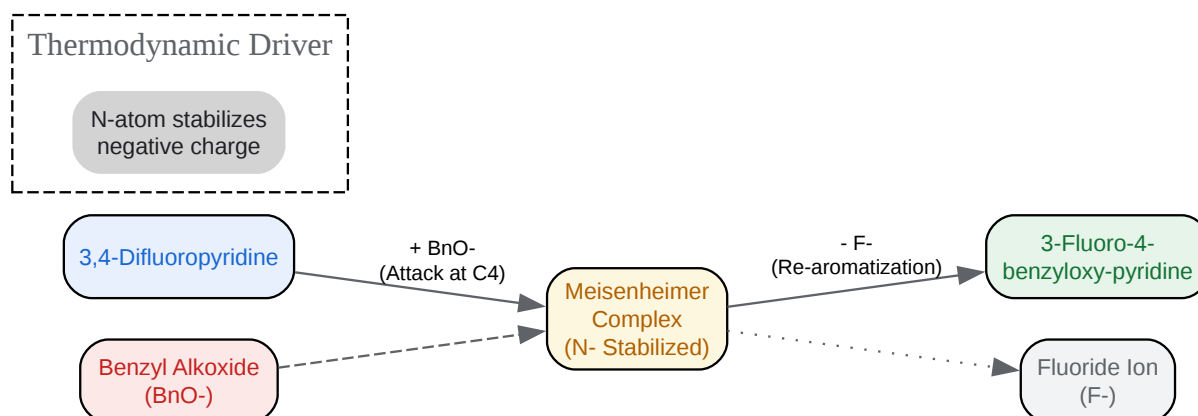 Thermodynamic Driver
N-atom stabilizes
negative charge
3,4-Difluoropyridine
+ BnO-
(Attack at C4)
- F-
(Re-aromatization)
3-Fluoro-4-
benzyloxy-pyridine
Meisenheimer
Complex
(N- Stabilized)
Benzyl Alkoxide
(BnO-)
Fluoride Ion
(F-)